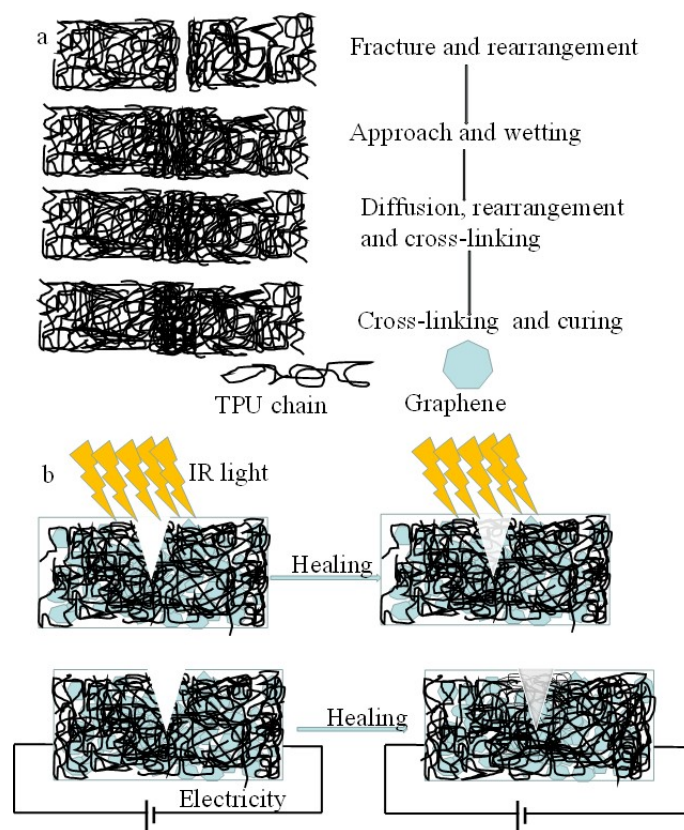 a
Fracture and rearrangement
Approach and wetting
Diffusion, rearrangement
and cross-linking
Cross-linking and curing
TPU chain
Graphene
b
IR light
Healing
Healing
Electricity